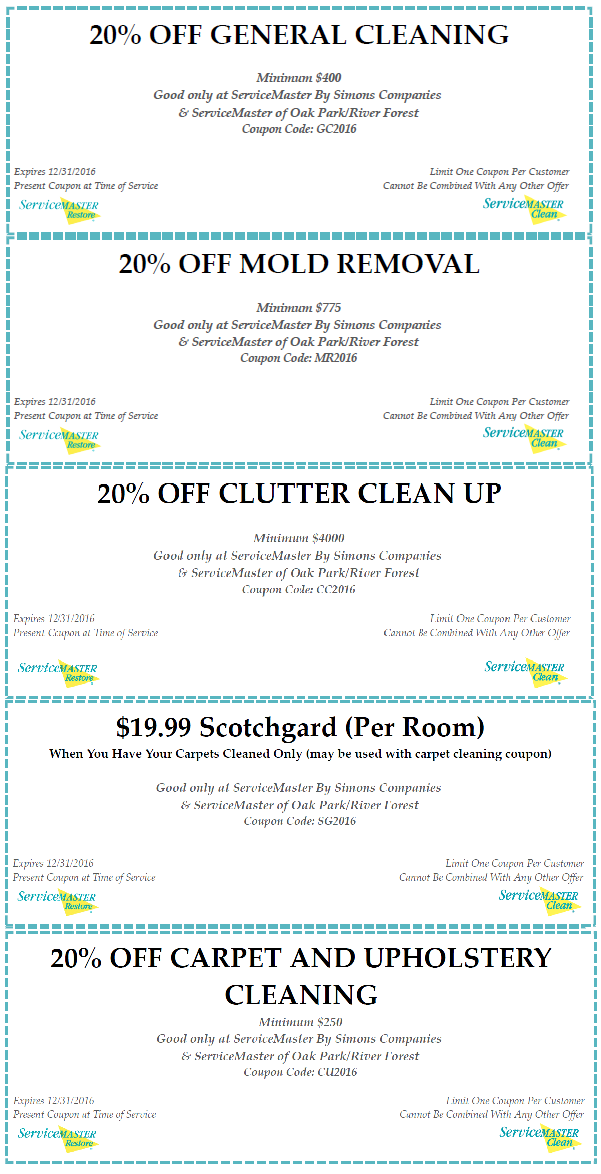 20% OFF GENERAL CLEANING
Minimum $400
Good only at ServiceMaster By Simons Companies
& ServiceMaster of Oak Park/River Forest
Coupon Code: GC2016
Expires 12/31/2016
Present Coupon at Time of Service
Limit One Coupon Per Customer
Cannot Be Combined With Any Other Offer
ServiceMASTER
Restore
ServiceMASTER
Clean
20% OFF MOLD REMOVAL
Minimum $775
Good only at ServiceMaster By Simons Companies
& ServiceMaster of Oak Park/River Forest
Coupon Code: MR2016
Expires 12/31/2016
Present Coupon at Time of Service
Limit One Coupon Per Customer
Cannot Be Combined With Any Other Offer
ServiceMASTER
Restore
ServiceMASTER
Clean
20% OFF CLUTTER CLEAN UP
Minimum $4000
Good only at ServiceMaster By Simons Companies
& ServiceMaster of Oak Park/River Forest
Coupon Code: CC2016
Expires 12/31/2016
Present Coupon at Time of Service
Limit One Coupon Per Customer
Cannot Be Combined With Any Other Offer
ServiceMASTER
Restore
ServiceMASTER
Clean
$19.99 Scotchgard (Per Room)
When You Have Your Carpets Cleaned Only (may be used with carpet cleaning coupon)
Good only at ServiceMaster By Simons Companies
& ServiceMaster of Oak Park/River Forest
Coupon Code: SG2016
Expires 12/31/2016
Present Coupon at Time of Service
Limit One Coupon Per Customer
Cannot Be Combined With Any Other Offer
ServiceMASTER
Restore
ServiceMASTER
Clean
20% OFF CARPET AND UPHOLSTERY
CLEANING
Minimum $250
Good only at ServiceMaster By Simons Companies
& ServiceMaster of Oak Park/River Forest
Coupon Code: CU2016
Expires 12/31/2016
Present Coupon at Time of Service
Limit One Coupon Per Customer
Cannot Be Combined With Any Other Offer
ServiceMASTER
Restore
ServiceMASTER
Clean